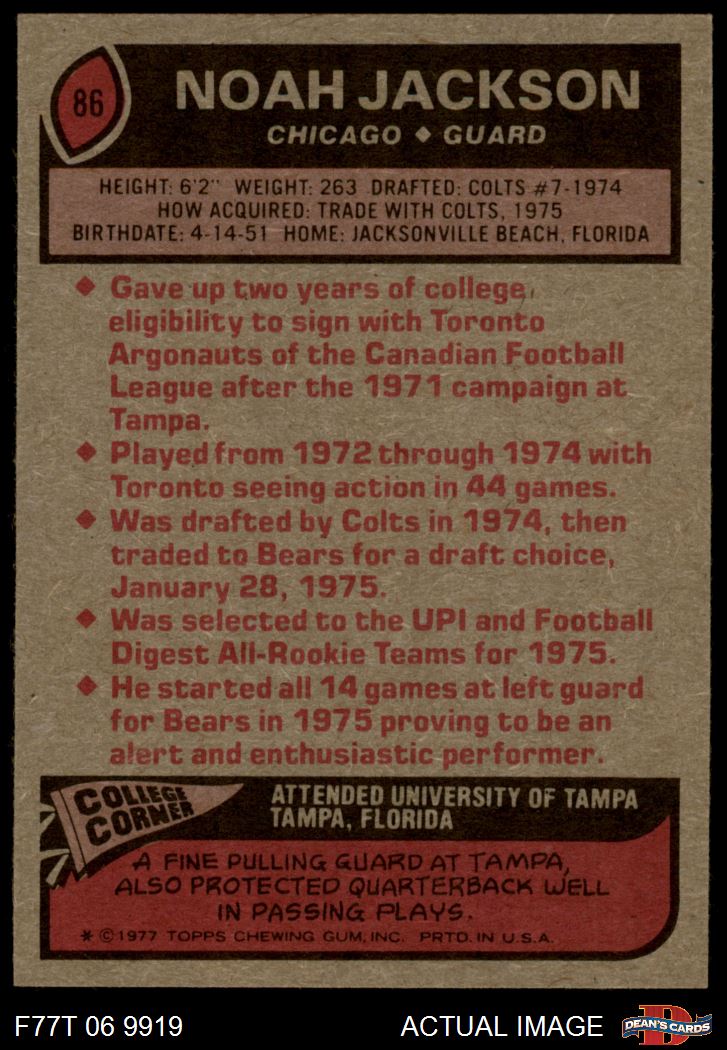 86
NOAH JACKSON
CHICAGO ♦ GUARD
HEIGHT: 6'2" WEIGHT: 263 DRAFTED: COLTS #7-1974
HOW ACQUIRED: TRADE WITH COLTS, 1975
BIRTHDATE: 4-14-51 HOME: JACKSONVILLE BEACH, FLORIDA
♦ Gave up two years of college
eligibility to sign with Toronto
Argonauts of the Canadian Football
League after the 1971 campaign at
Tampa.
♦ Played from 1972 through 1974 with
Toronto seeing action in 44 games.
♦ Was drafted by Colts in 1974, then
traded to Bears for a draft choice,
January 28, 1975.
♦ Was selected to the UPI and Football
Digest All-Rookie Teams for 1975.
♦ He started all 14 games at left guard
for Bears in 1975 proving to be an
alert and enthusiastic performer.
COLLEGE
CORNER
ATTENDED UNIVERSITY OF TAMPA
TAMPA, FLORIDA
A FINE PULLING GUARD AT TAMPA,
ALSO PROTECTED QUARTERBACK WELL
IN PASSING PLAYS.
* © 1977 TOPPS CHEWING GUM, INC. PRTD. IN U.S.A.
F77T 06 9919
ACTUAL IMAGE
D
DEAN'S CARDS